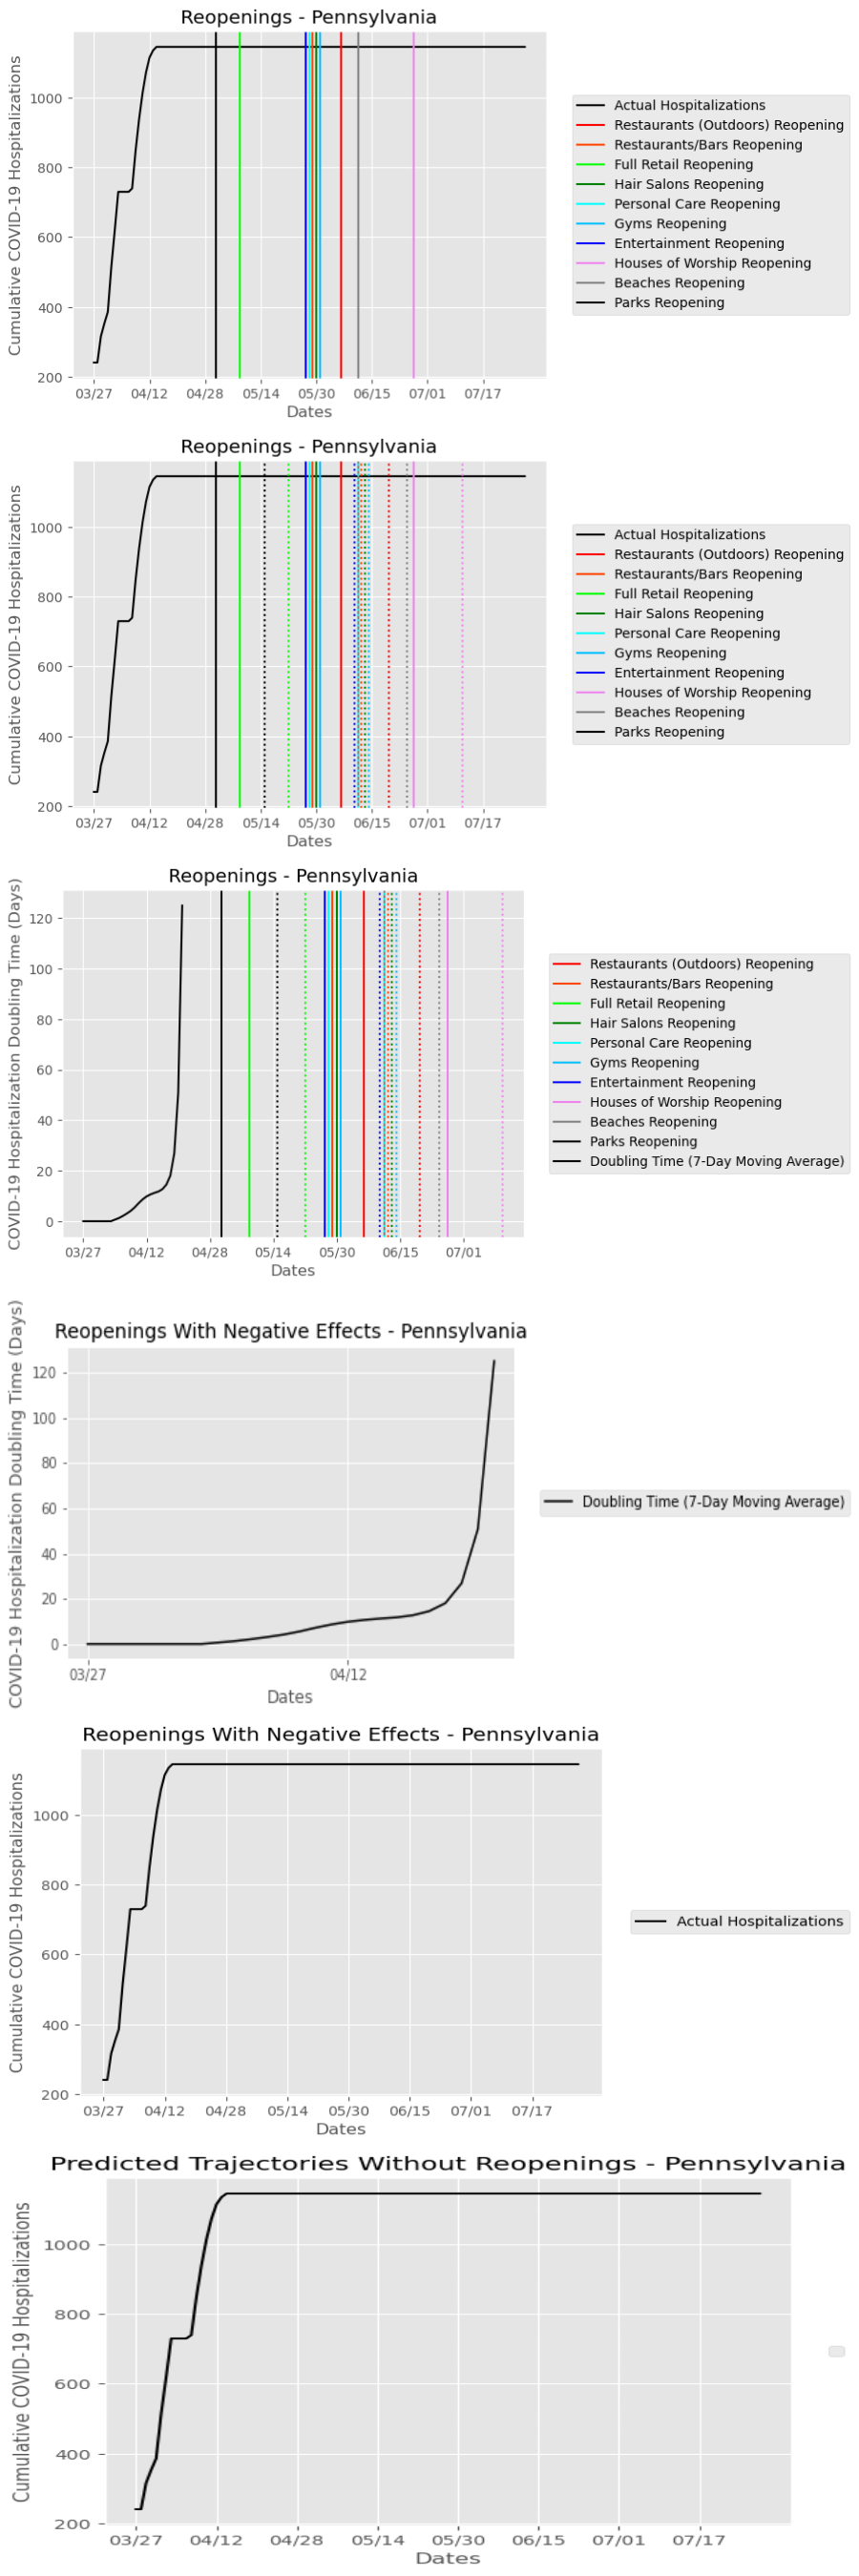 Reopenings - Pennsylvania
Cumulative COVID-19 Hospitalizations
1000
800
600
400
200
03/27 04/12 04/28 05/14 05/30 06/15 07/01 07/17
Dates
Actual Hospitalizations
Restaurants (Outdoors) Reopening
Restaurants/Bars Reopening
Full Retail Reopening
Hair Salons Reopening
Personal Care Reopening
Gyms Reopening
Entertainment Reopening
Houses of Worship Reopening
Beaches Reopening
Parks Reopening
Reopenings - Pennsylvania
Cumulative COVID-19 Hospitalizations
1000
800
600
400
200
03/27 04/12 04/28 05/14 05/30 06/15 07/01 07/17
Dates
Actual Hospitalizations
Restaurants (Outdoors) Reopening
Restaurants/Bars Reopening
Full Retail Reopening
Hair Salons Reopening
Personal Care Reopening
Gyms Reopening
Entertainment Reopening
Houses of Worship Reopening
Beaches Reopening
Parks Reopening
Reopenings - Pennsylvania
COVID-19 Hospitalization Doubling Time (Days)
120
100
80
60
40
20
0
03/27 04/12 04/28 05/14 05/30 06/15 07/01
Dates
Restaurants (Outdoors) Reopening
Restaurants/Bars Reopening
Full Retail Reopening
Hair Salons Reopening
Personal Care Reopening
Gyms Reopening
Entertainment Reopening
Houses of Worship Reopening
Beaches Reopening
Parks Reopening
Doubling Time (7-Day Moving Average)
Reopenings With Negative Effects - Pennsylvania
COVID-19 Hospitalization Doubling Time (Days)
120
100
80
60
40
20
0
03/27 04/12
Dates
Doubling Time (7-Day Moving Average)
Reopenings With Negative Effects - Pennsylvania
Cumulative COVID-19 Hospitalizations
1000
800
600
400
200
03/27 04/12 04/28 05/14 05/30 06/15 07/01 07/17
Dates
Actual Hospitalizations
Predicted Trajectories Without Reopenings - Pennsylvania
Cumulative COVID-19 Hospitalizations
1000
800
600
400
200
03/27 04/12 04/28 05/14 05/30 06/15 07/01 07/17
Dates